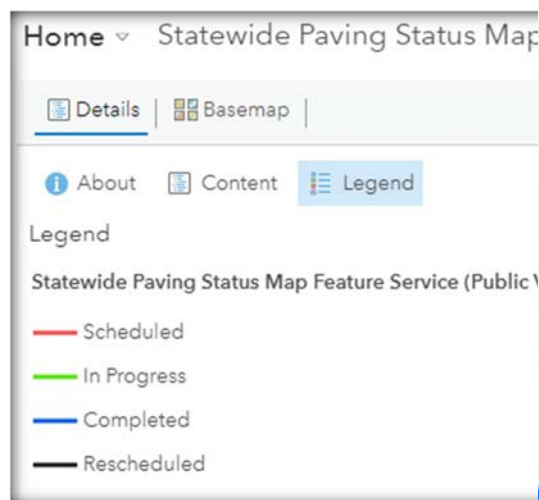 Home Statewide Paving Status Map
Details | Basemap |
About Content Legend
Legend
Statewide Paving Status Map Feature Service (Public
Scheduled
In Progress
Completed
Rescheduled